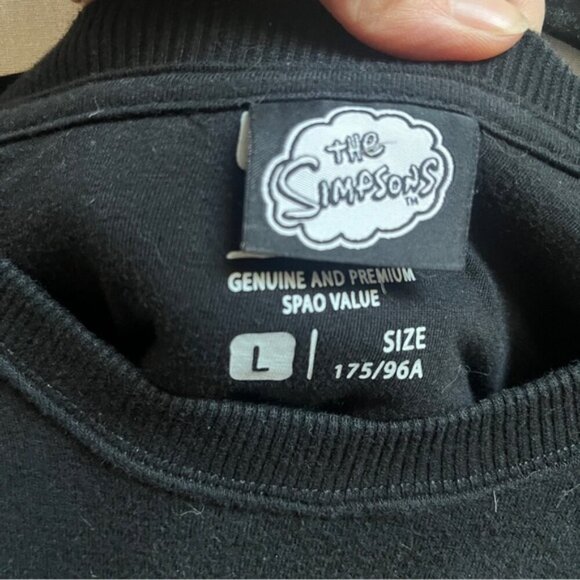 THE
SIMPSONS
TM
GENUINE AND PREMIUM
SPAO VALUE
L
SIZE
175/96A